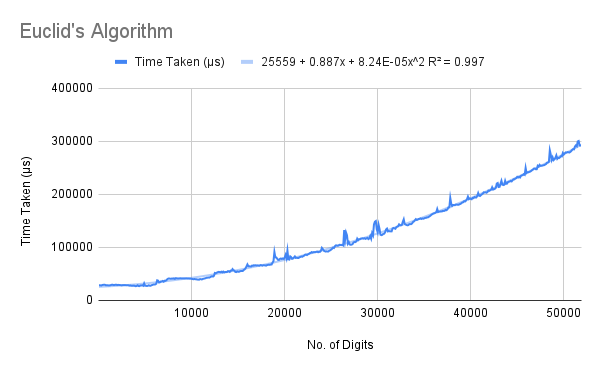 Euclid's Algorithm
Time Taken (μs) 25559 + 0.887x + 8.24E-05x^2 R² = 0.997
400000
300000
200000
100000
0
Time Taken (μs)
10000 20000 30000 40000 50000
No. of Digits